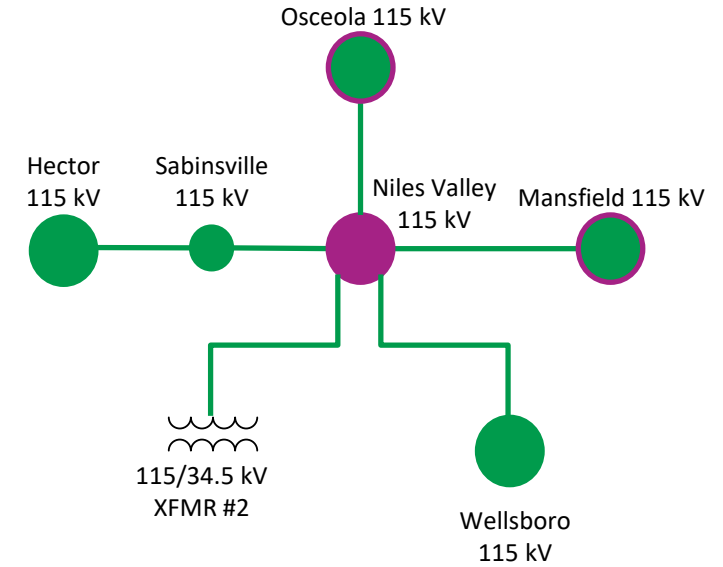 Osceola 115 kV
Hector
115 kV
Sabinsville
115 kV
Niles Valley
115 kV
Mansfield 115 kV
115/34.5 kV
XFMR #2
Wellsboro
115 kV